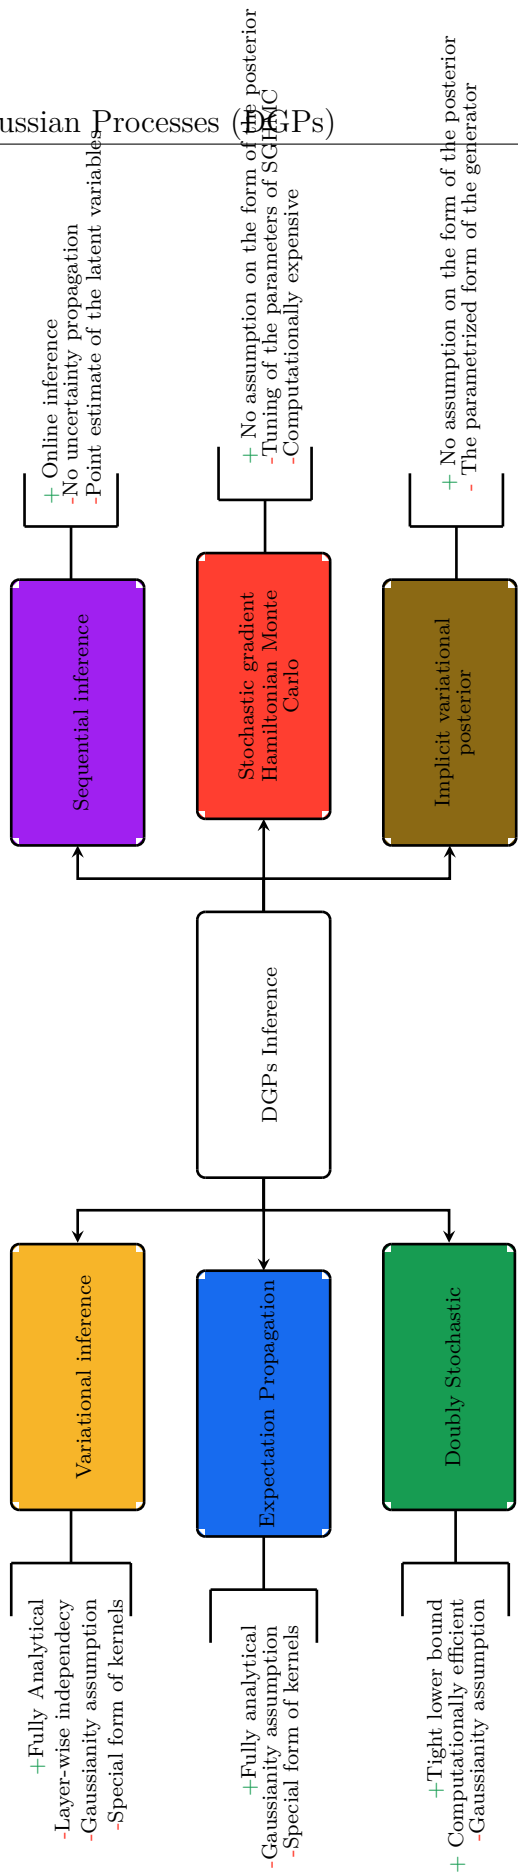 ussian Processes (DGPs)
Variational inference
+Fully Analytical
-Layer-wise independecy
-Gaussianity assumption
-Special form of kernels
Expectation Propagation
+Fully analytical
-Gaussianity assumption
-Special form of kernels
Doubly Stochastic
+Tight lower bound
+ Computationally efficient
-Gaussianity assumption
DGPs Inference
Sequential inference
+ Online inference
-No uncertainty propagation
-Point estimate of the latent variables
Stochastic gradient
Hamiltonian Monte
Carlo
+ No assumption on the form of the posterior
-Tuning of the parameters of SGHMC
-Computationally expensive
Implicit variational
posterior
+ No assumption on the form of the posterior
- The parametrized form of the generator